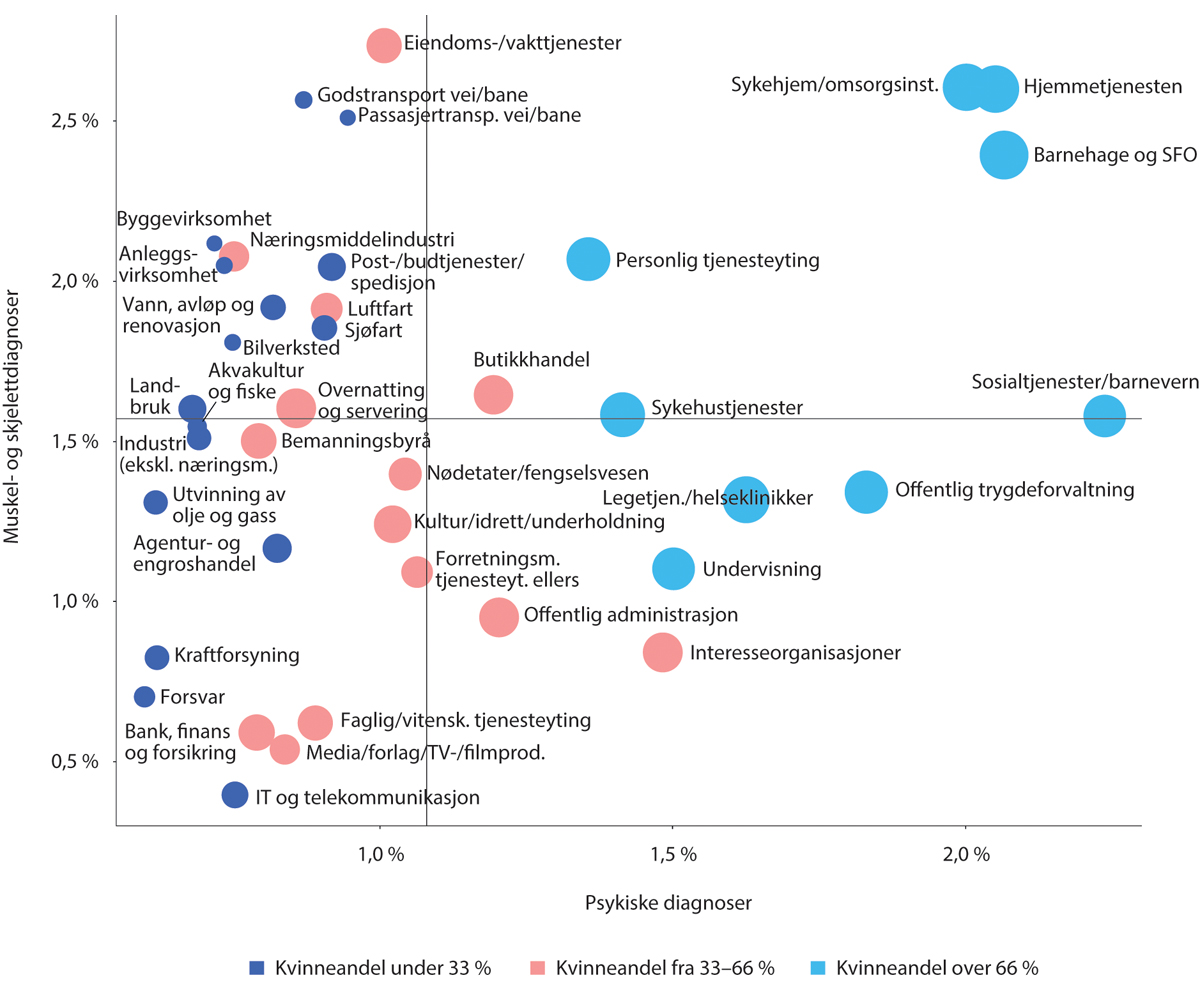 Eiendoms-/vakttjenester
Sykehjem/omsorgsinst.
Hjemmetjenesten
Godstransport vei/bane
Passasjertransp. vei/bane
2,5 %
Barnehage og SFO
Byggevirksomhet
Næringsmiddelindustri
Anleggs-
virksomhet
Post-/budtjenester/
spedisjon
Personlig tjenesteyting
2,0 %
Vann, avløp og
renovasjon
Luftfart
Sjøfart
Bilverksted
Butikkhandel
Akvakultur
og fiske
Land-
bruk
Overnatting
og servering
Sosialtjenester/barnevern
Sykehustjenester
Muskel- og skjelettdiagnoser
1,5 %
Industri
(ekskl. næringsm.)
Bemanningsbyrå
Nødetater/fengselsvesen
Utvinning av
olje og gass
Legetjen./helseklinikker
Offentlig trygdeforvaltning
Kultur/idrett/underholdning
Agentur- og
engroshandel
Forretningsm.
tjenesteyt. ellers
Undervisning
1,0 %
Offentlig administrasjon
Kraftforsyning
Interesseorganisasjoner
Forsvar
Bank, finans
og forsikring
Faglig/vitensk. tjenesteyting
Media/forlag/TV-/filmprod.
0,5 %
IT og telekommunikasjon
1,0 %
1,5 %
2,0 %
Psykiske diagnoser
Kvinneandel under 33 %
Kvinneandel fra 33–66 %
Kvinneandel over 66 %